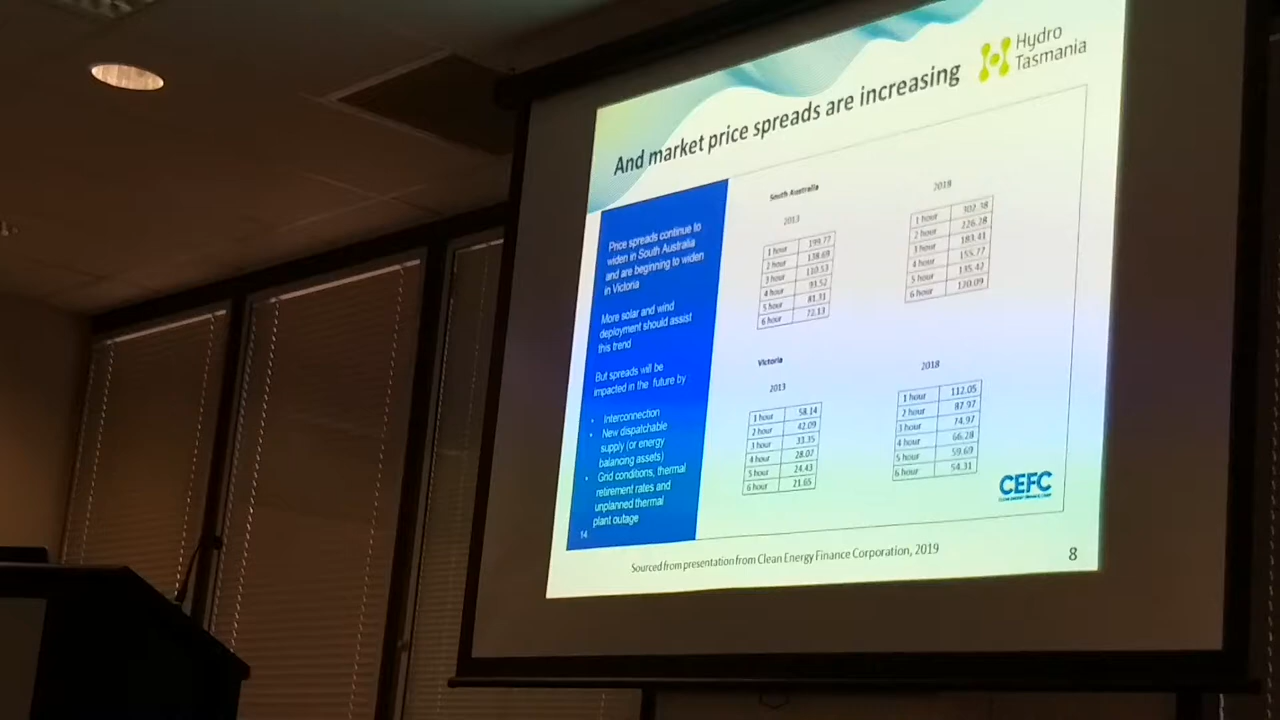 And market price spreads are increasing
Hydro
Tasmania
Price spreads continue to
widen in South Australia
and are beginning to widen
in Victoria
More solar and wind
deployment should assist
this trend
But spreads will be
impacted in the future by
• Interconnection
• New dispatchable
supply (or energy
balancing assets)
• Grid conditions, thermal
retirement rates and
unplanned thermal
plant outage
14
South Australia
2013
1 hour 199.77
2 hour 138.69
3 hour 110.53
4 hour 93.52
5 hour 81.31
6 hour 72.13
2018
1 hour 302.38
2 hour 226.28
3 hour 183.41
4 hour 155.77
5 hour 135.42
6 hour 120.09
Victoria
2013
1 hour 58.14
2 hour 42.09
3 hour 33.35
4 hour 28.07
5 hour 24.43
6 hour 21.65
2018
1 hour 112.05
2 hour 87.97
3 hour 74.97
4 hour 66.28
5 hour 59.69
6 hour 54.31
CEFC
Sourced from presentation from Clean Energy Finance Corporation, 2019
8